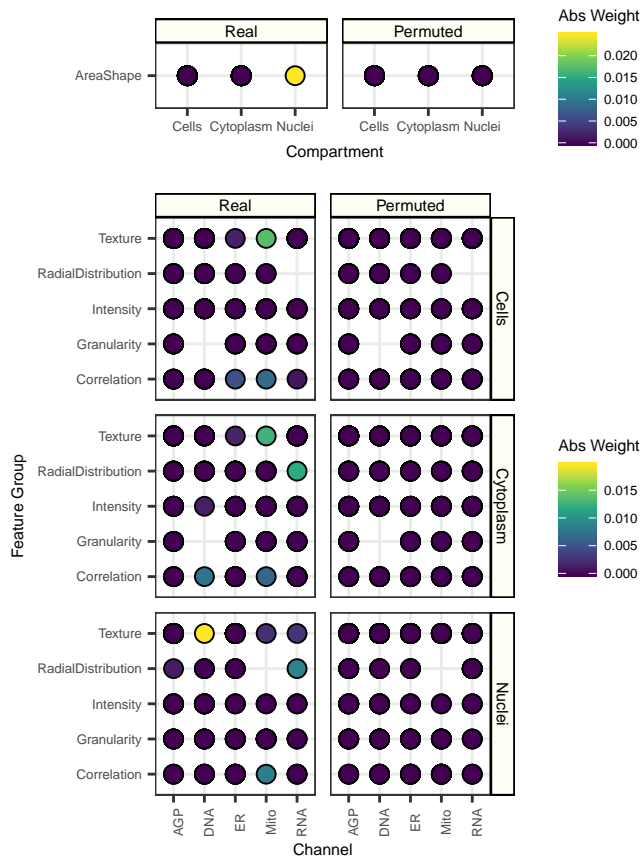 Abs Weight
Real Permuted
0.020
0.015
0.010
0.005
0.000
AreaShape
Cells Cytoplasm Nuclei Cells Cytoplasm Nuclei
Compartment
Real Permuted
Texture
RadialDistribution
Intensity
Granularity
Correlation
Cells
Texture
RadialDistribution
Intensity
Granularity
Correlation
Cytoplasm
Feature Group
Abs Weight
0.015
0.010
0.005
0.000
Texture
RadialDistribution
Intensity
Granularity
Correlation
Nuclei
AGP DNA ER Mito RNA AGP DNA ER Mito RNA
Channel